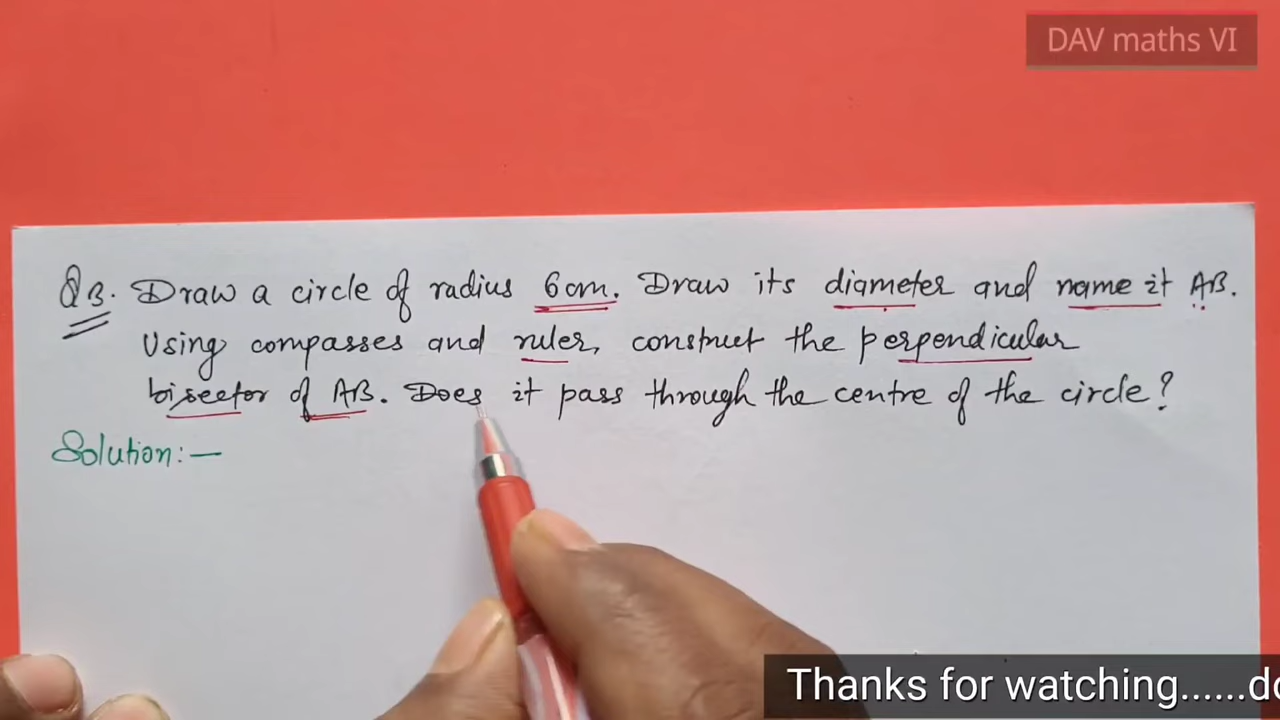 DAV maths VI
Q3. Draw a circle of radius 6cm. Draw its diameter and name it AB.
Using compasses and ruler, construct the perpendicular
bisector of AB. Does it pass through the centre of the circle?
Solution:-
Thanks for watching......do